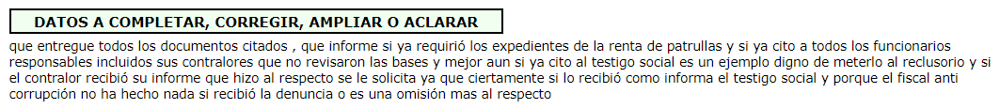 DATOS A COMPLETAR, CORREGIR, AMPLIAR O ACLARAR
que entregue todos los documentos citados , que informe si ya requirió los expedientes de la renta de patrullas y si ya cito a todos los funcionarios
responsables incluidos sus contralores que no revisaron las bases y mejor aun si ya cito al testigo social es un ejemplo digno de meterlo al reclusorio y si
el contralor recibió su informe que hizo al respecto se le solicita ya que ciertamente si lo recibió como informa el testigo social y porque el fiscal anti
corrupción no ha hecho nada si recibió la denuncia o es una omisión mas al respecto